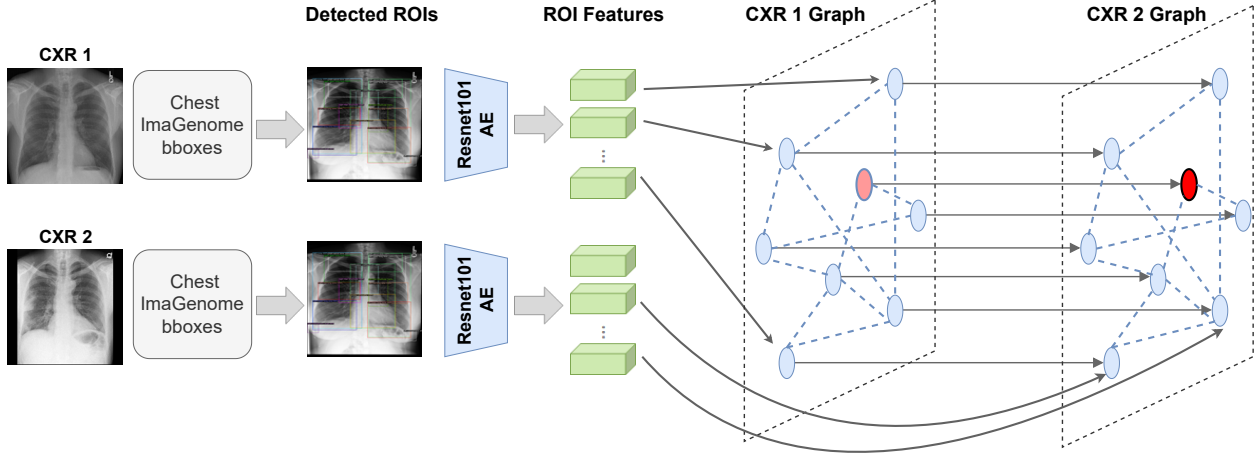 Detected ROIs
ROI Features
CXR 1 Graph
CXR 2 Graph
CXR 1
Chest
ImaGenome
bboxes
Resnet101
AE
...
CXR 2
Chest
ImaGenome
bboxes
Resnet101
AE
...